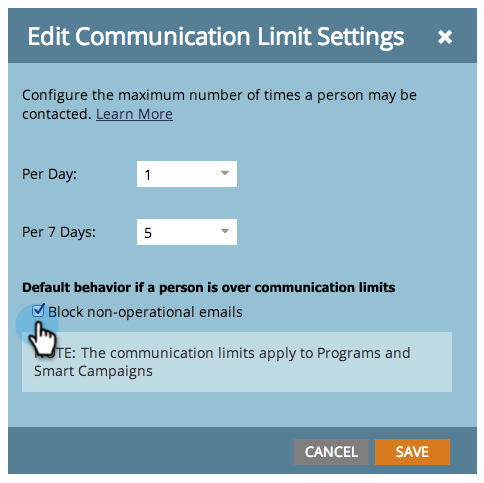 Edit Communication Limit Settings
Configure the maximum number of times a person may be
contacted. Learn More
Per Day: 1
Per 7 Days: 5
Default behavior if a person is over communication limits
Block non-operational emails
NOTE: The communication limits apply to Programs and
Smart Campaigns
CANCEL SAVE